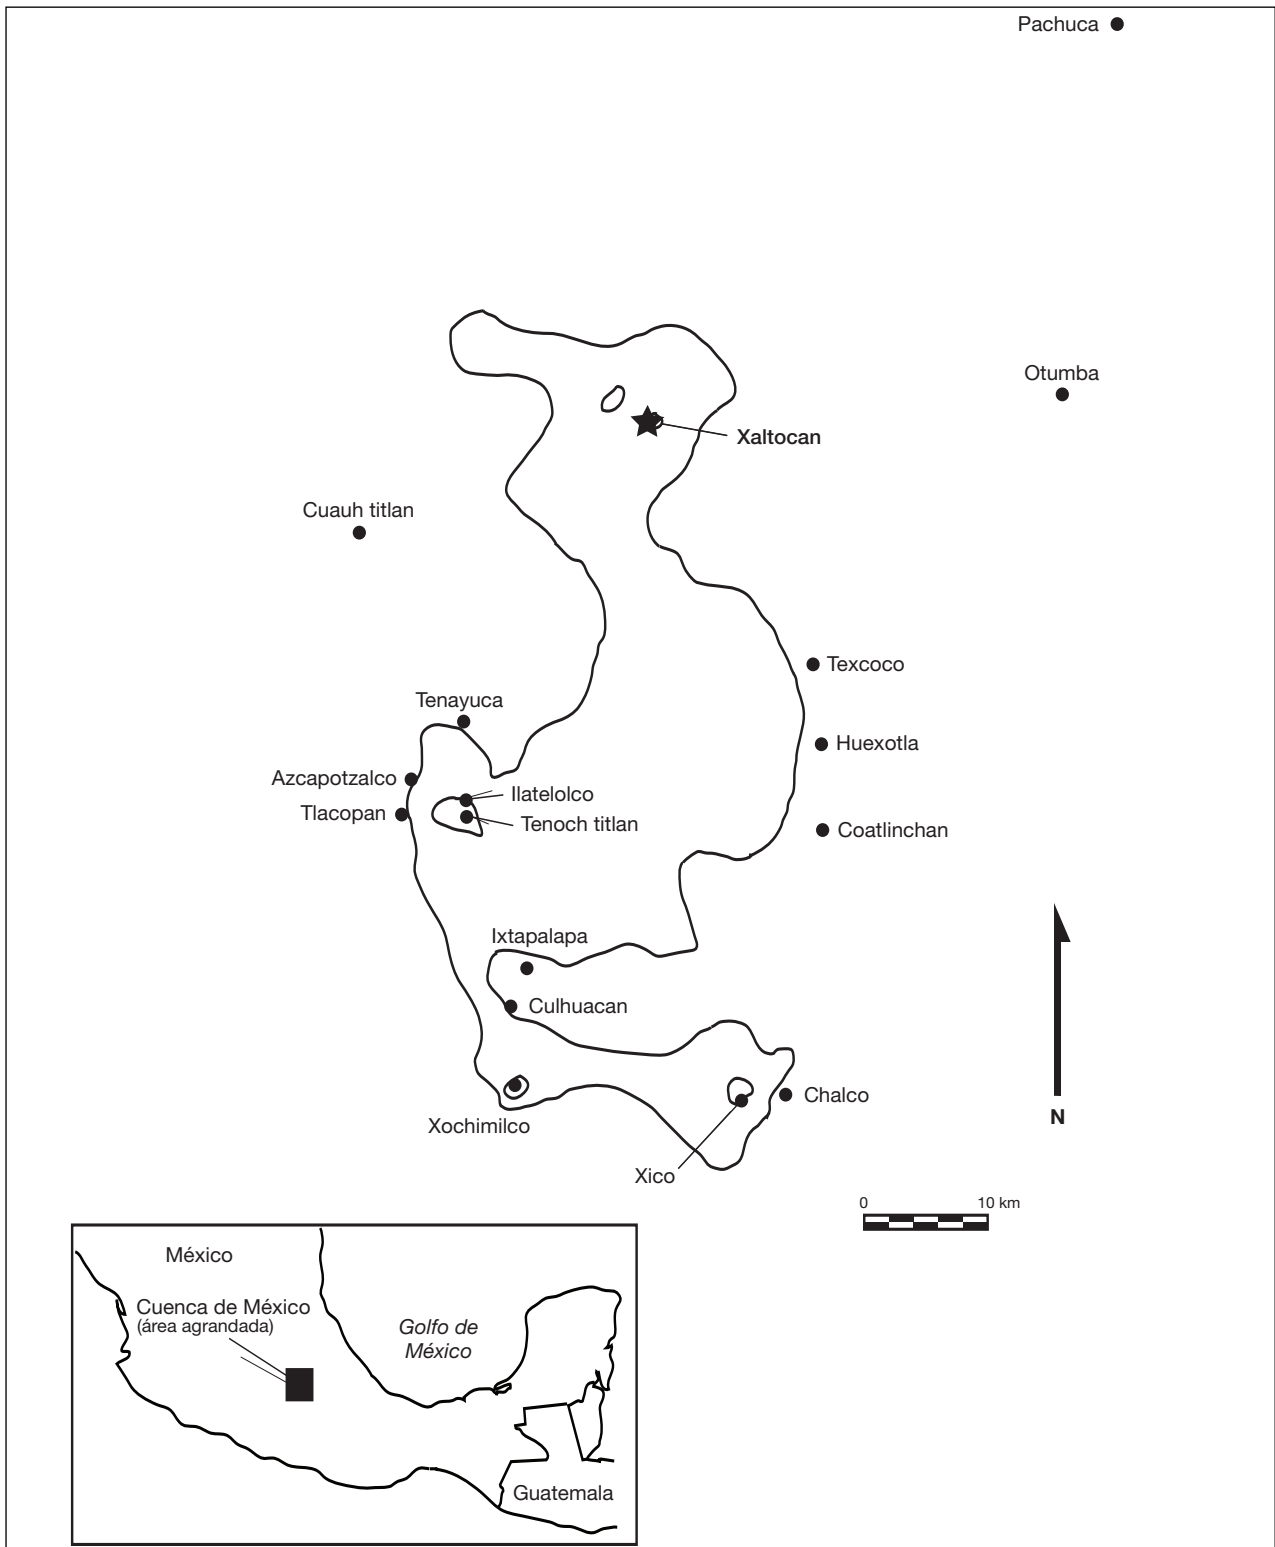 Pachuca
Otumba
Xaltocan
Cuauh titlan
Texcoco
Tenayuca
Huexotla
Azcapotzalco
Ilatelolco
Tlacopan
Tenoch titlan
Coatlinchan
Ixtapalapa
Culhuacan
Chalco
Xochimilco
N
Xico
0 10 km
México
Cuenca de México
(área agrandada)
Golfo de
México
Guatemala